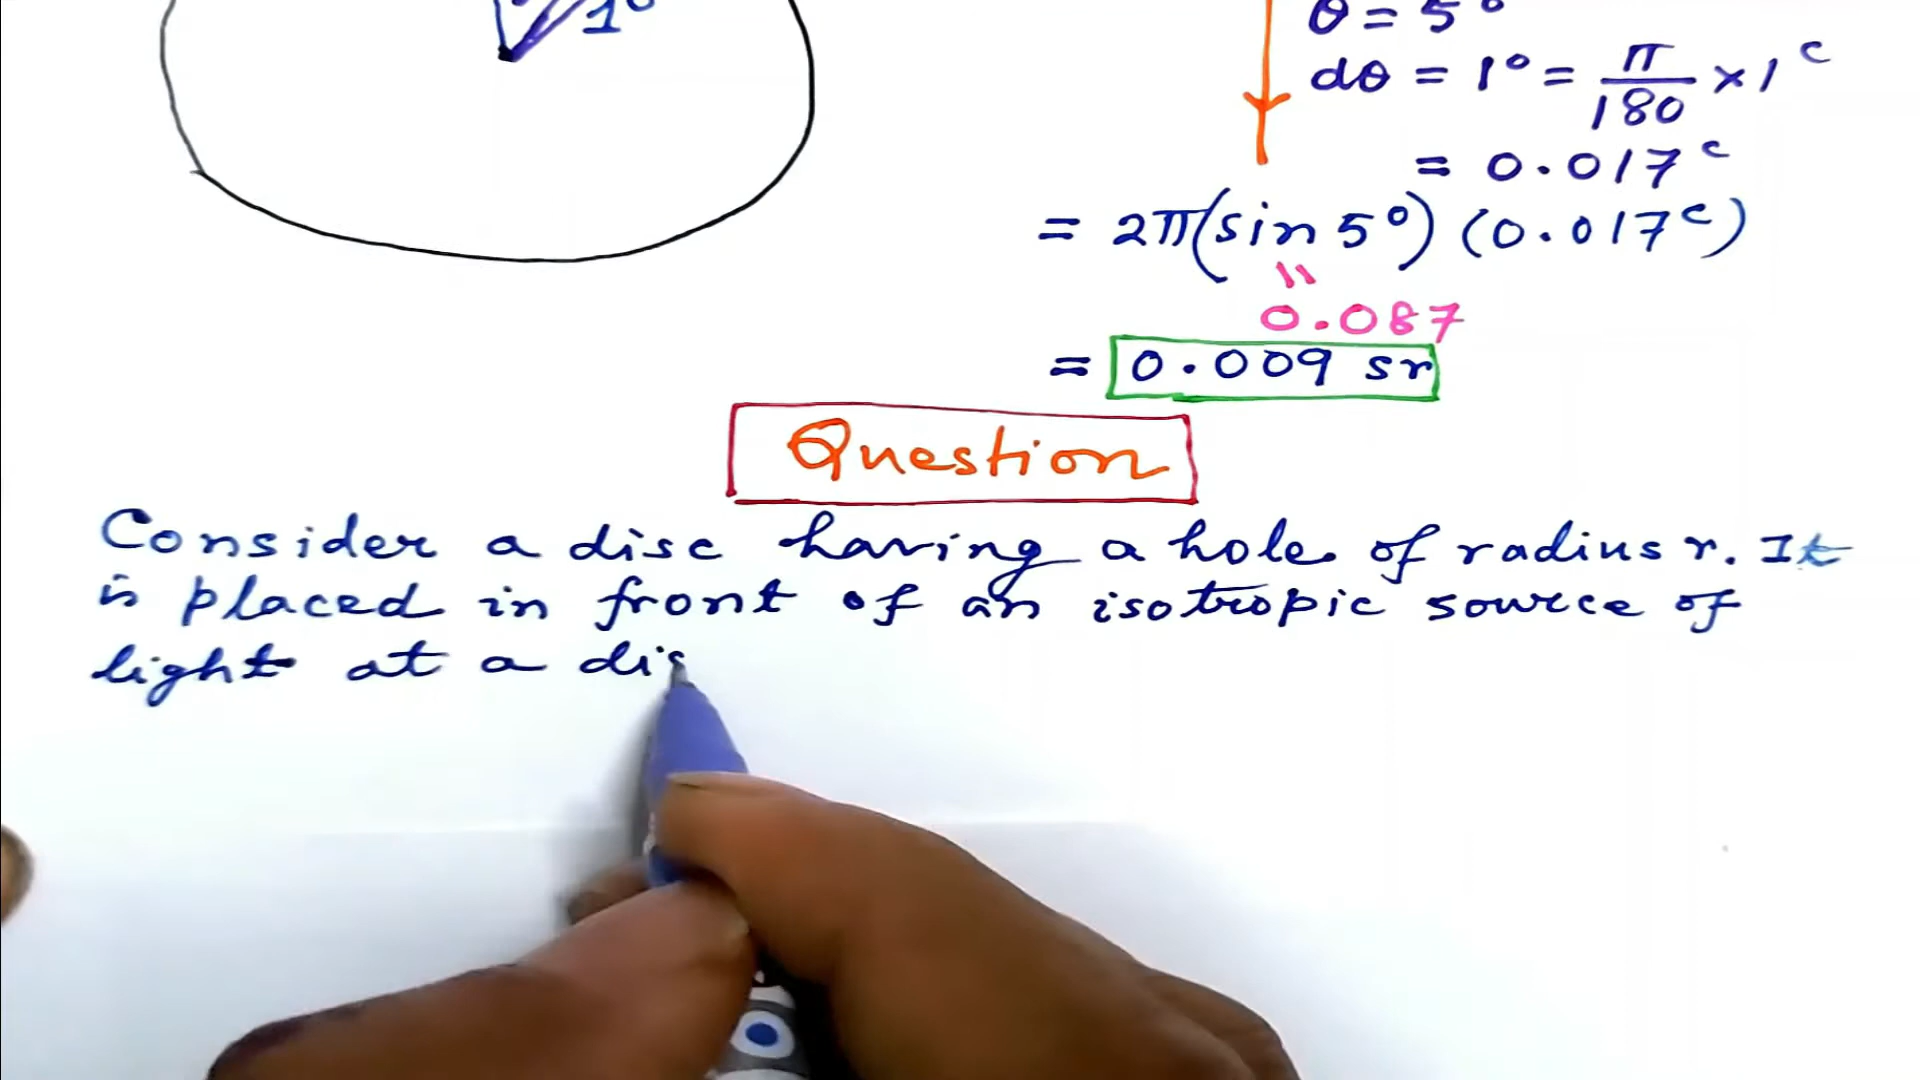 1°
θ = 5°
dθ = 1° = π/180 × 1ᶜ
= 0.017ᶜ
= 2π(sin 5°) (0.017ᶜ)
"
0.087
= 0.009 sr
Question
Consider a disc having a hole of radius r. It
is placed in front of an isotropic source of
light at a dis